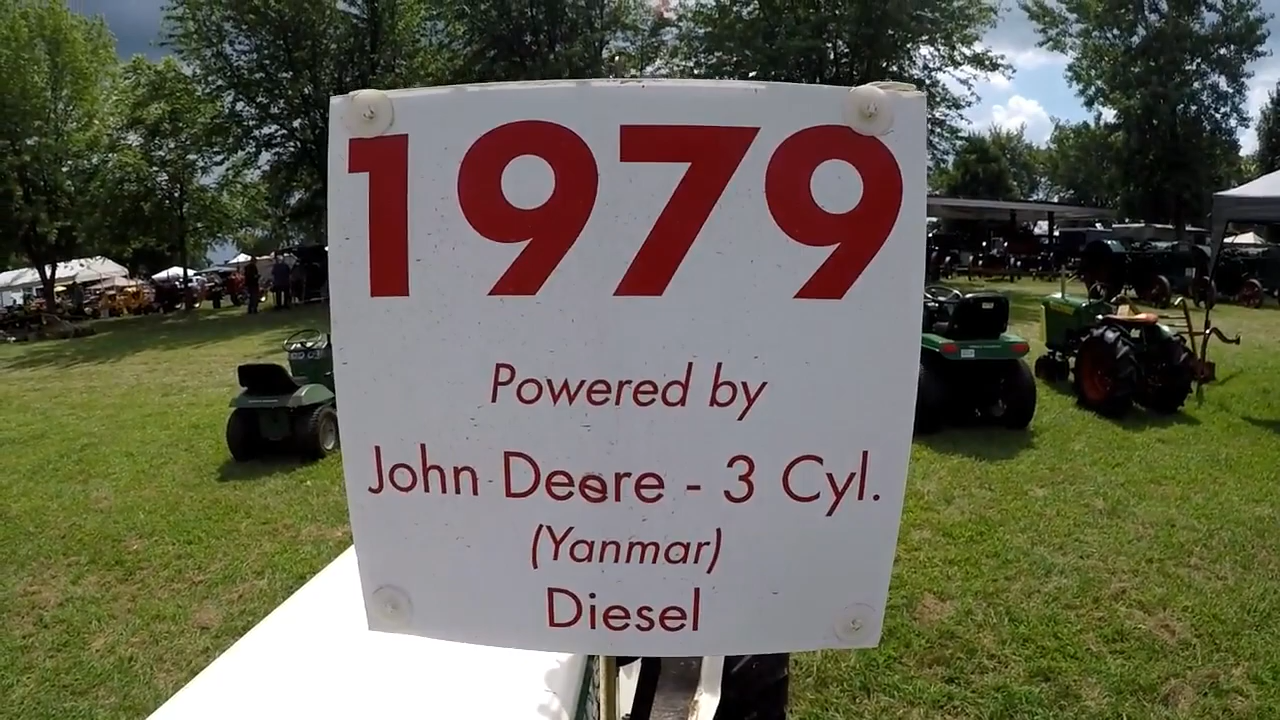 1979
Powered by
John Deere - 3 Cyl.
(Yanmar)
Diesel